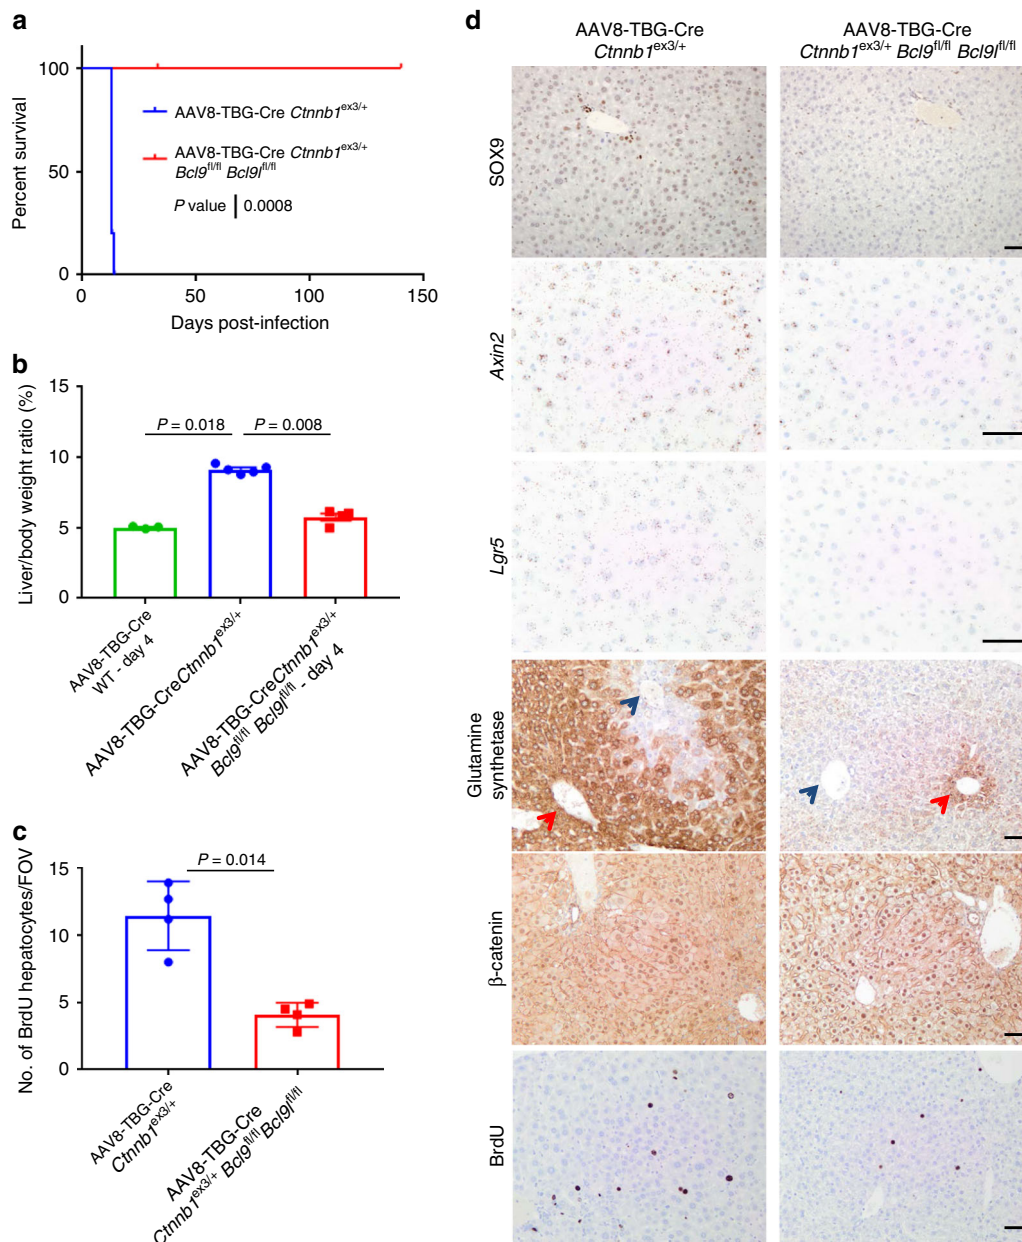 a
100
50
0
0
50
100
150
Percent survival
Days post-infection
AAV8-TBG-Cre Ctnnb1ex3/+
AAV8-TBG-Cre Ctnnb1ex3/+
Bcl9fl/fl Bcl9lfl/fl
P value | 0.0008
b
Liver/body weight ratio (%)
15
10
5
0
P = 0.018
P = 0.008
AAV8-TBG-Cre
WT - day 4
AAV8-TBG-CreCtnnb1ex3/+
AAV8-TBG-CreCtnnb1ex3/+
Bcl9fl/fl Bcl9lfl/fl - day 4
c
No. of BrdU hepatocytes/FOV
15
10
5
0
P = 0.014
AAV8-TBG-Cre
Ctnnb1ex3/+
AAV8-TBG-Cre
Ctnnb1ex3/+ Bcl9fl/fl Bcl9lfl/fl
d
AAV8-TBG-Cre
Ctnnb1ex3/+
AAV8-TBG-Cre
Ctnnb1ex3/+ Bcl9fl/fl Bcl9lfl/fl
SOX9
Axin2
Lgr5
Glutamine
synthetase
β-catenin
BrdU